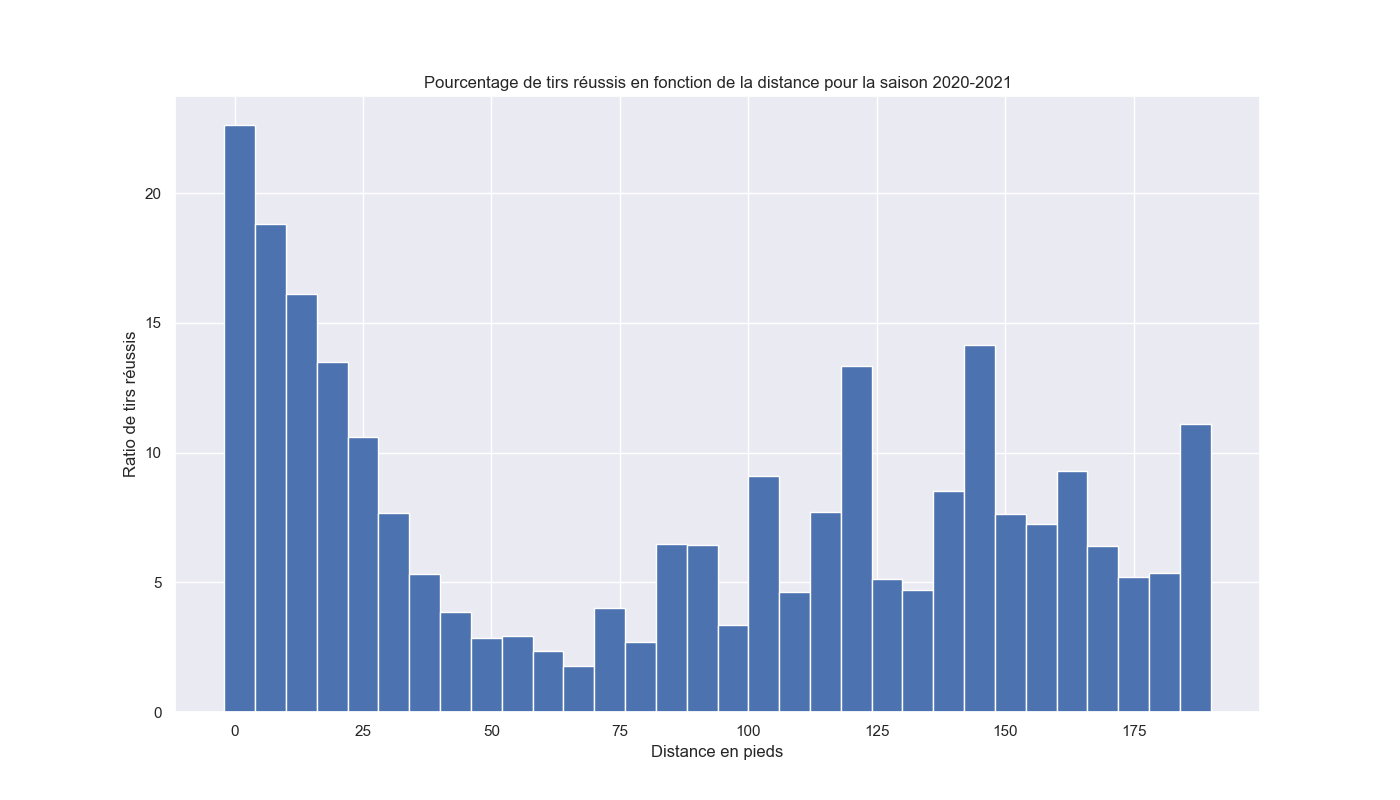 Pourcentage de tirs réussis en fonction de la distance pour la saison 2020-2021
Ratio de tirs réussis
20
15
10
5
0
0 25 50 75 100 125 150 175
Distance en pieds